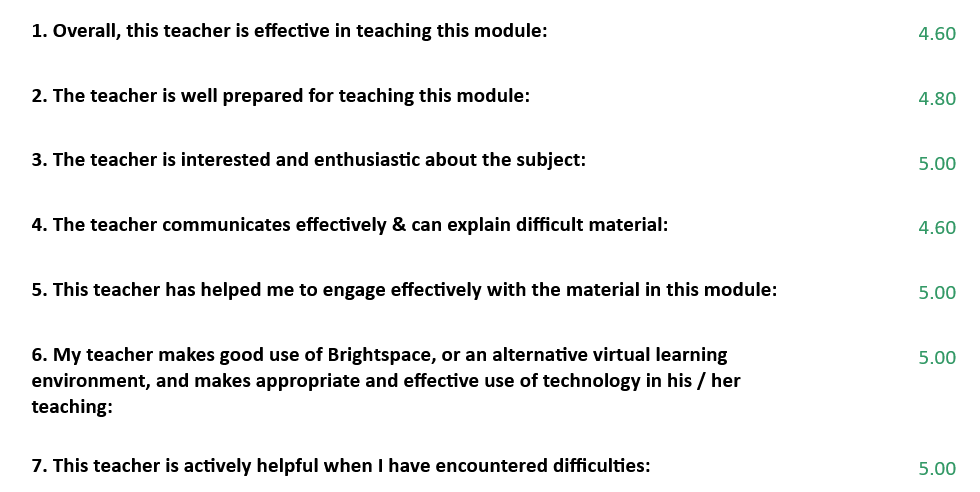 1. Overall, this teacher is effective in teaching this module: 4.60
2. The teacher is well prepared for teaching this module: 4.80
3. The teacher is interested and enthusiastic about the subject: 5.00
4. The teacher communicates effectively & can explain difficult material: 4.60
5. This teacher has helped me to engage effectively with the material in this module: 5.00
6. My teacher makes good use of Brightspace, or an alternative virtual learning 5.00
environment, and makes appropriate and effective use of technology in his / her
teaching:
7. This teacher is actively helpful when I have encountered difficulties: 5.00